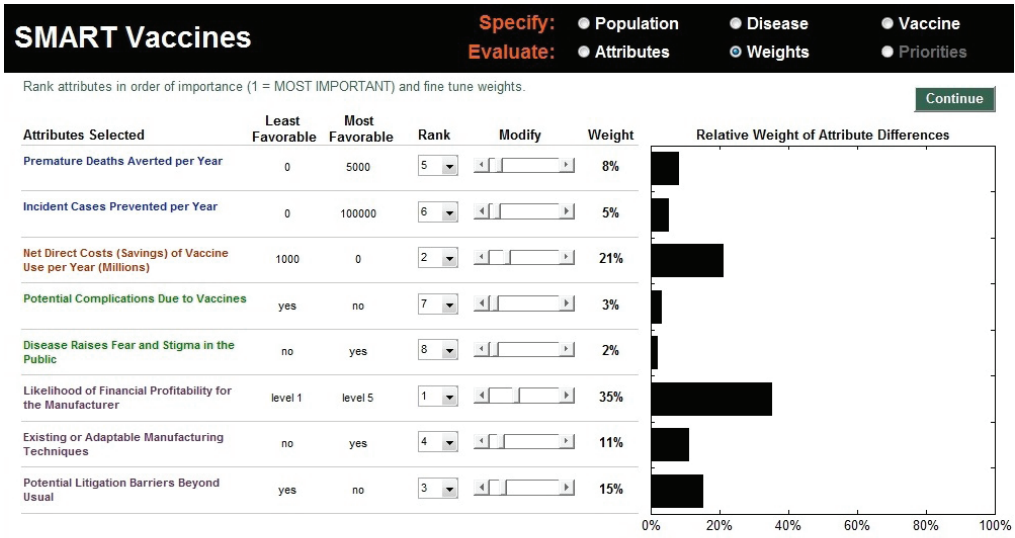 SMART Vaccines
Specify: Population Disease Vaccine
Evaluate: Attributes Weights Priorities
Rank attributes in order of importance (1 = MOST IMPORTANT) and fine tune weights.
Continue
Least Most
Attributes Selected Favorable Favorable Rank Modify Weight Relative Weight of Attribute Differences
Premature Deaths Averted per Year 0 5000 5 8%
Incident Cases Prevented per Year 0 100000 6 5%
Net Direct Costs (Savings) of Vaccine
Use per Year (Millions) 1000 0 2 21%
Potential Complications Due to Vaccines yes no 7 3%
Disease Raises Fear and Stigma in the
Public no yes 8 2%
Likelihood of Financial Profitability for
the Manufacturer level 1 level 5 1 35%
Existing or Adaptable Manufacturing
Techniques no yes 4 11%
Potential Litigation Barriers Beyond
Usual yes no 3 15%
0% 20% 40% 60% 80% 100%